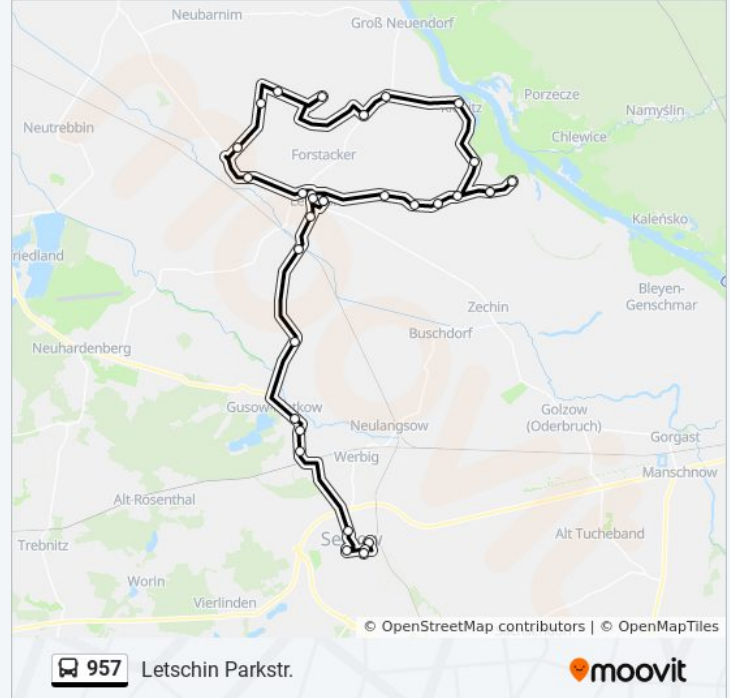 Neubarnim
Groß Neuendorf
Porzecze
Namyślin
Neutrebbin
Chlewice
Forstacker
Kaleńsko
riedland
Bleyen-
Genschmar
Zechin
Buschdorf
Neuhardenberg
Golzow
(Oderbruch)
Neulangsow
Gorgast
Werbig
Manschnow
Alt-Rosenthal
Alt Tucheband
Trebnitz
Worin
Vierlinden
© OpenStreetMap contributors | © OpenMapTiles
957 Letschin Parkstr.
moovit